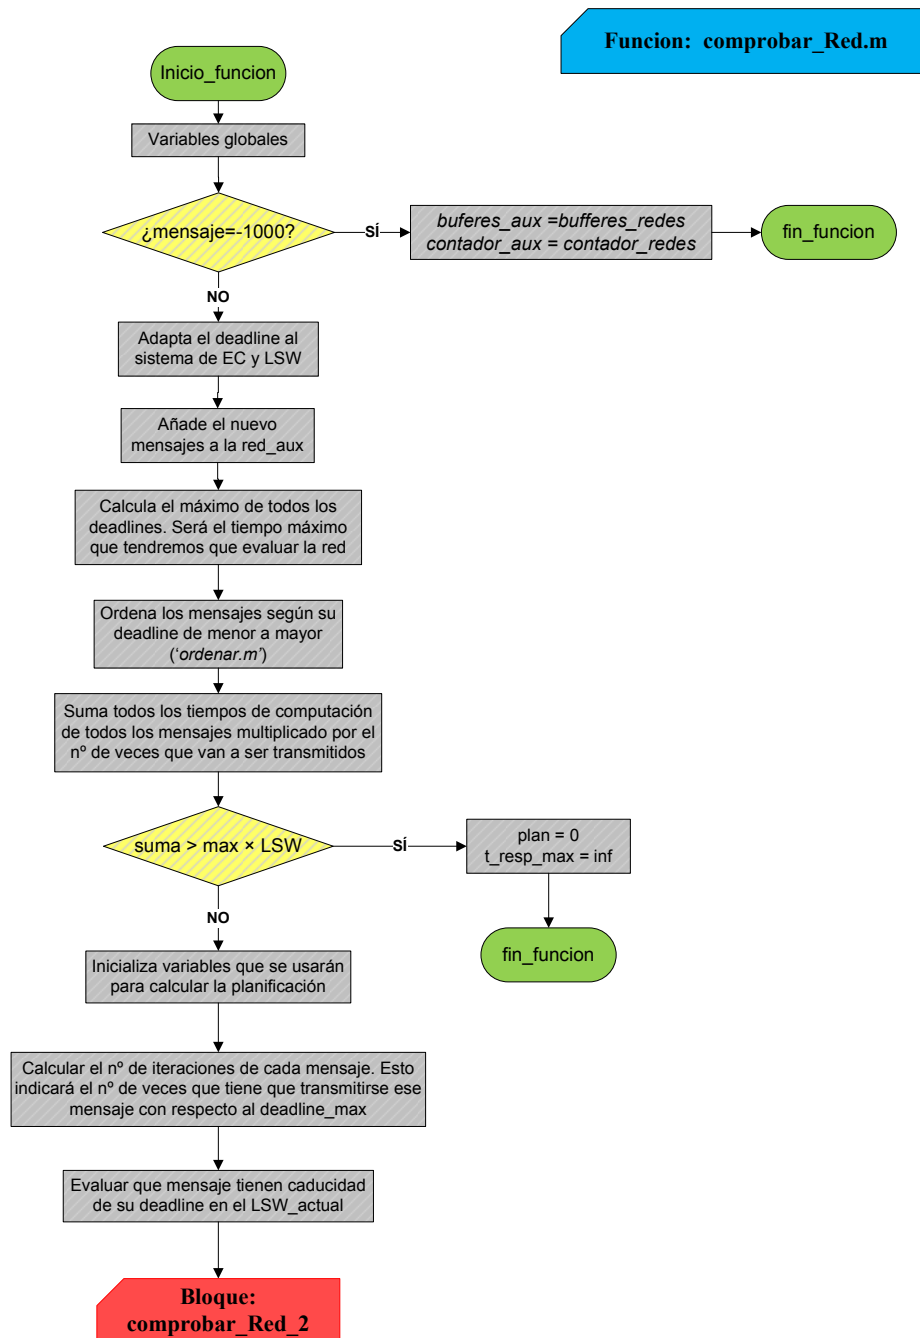 Funcion: comprobar_Red.m
Inicio_funcion
Variables globales
¿mensaje=-1000?
SÍ
buferes_aux =bufferes_redes
contador_aux = contador_redes
fin_funcion
NO
Adapta el deadline al
sistema de EC y LSW
Añade el nuevo
mensajes a la red_aux
Calcula el máximo de todos los
deadlines. Será el tiempo máximo
que tendremos que evaluar la red
Ordena los mensajes según su
deadline de menor a mayor
(‘ordenar.m’)
Suma todos los tiempos de computación
de todos los mensajes multiplicado por el
nº de veces que van a ser transmitidos
suma > max × LSW
SÍ
plan = 0
t_resp_max = inf
fin_funcion
NO
Inicializa variables que se usarán
para calcular la planificación
Calcular el nº de iteraciones de cada mensaje. Esto
indicará el nº de veces que tiene que transmitirse ese
mensaje con respecto al deadline_max
Evaluar que mensaje tienen caducidad
de su deadline en el LSW_actual
Bloque:
comprobar_Red_2